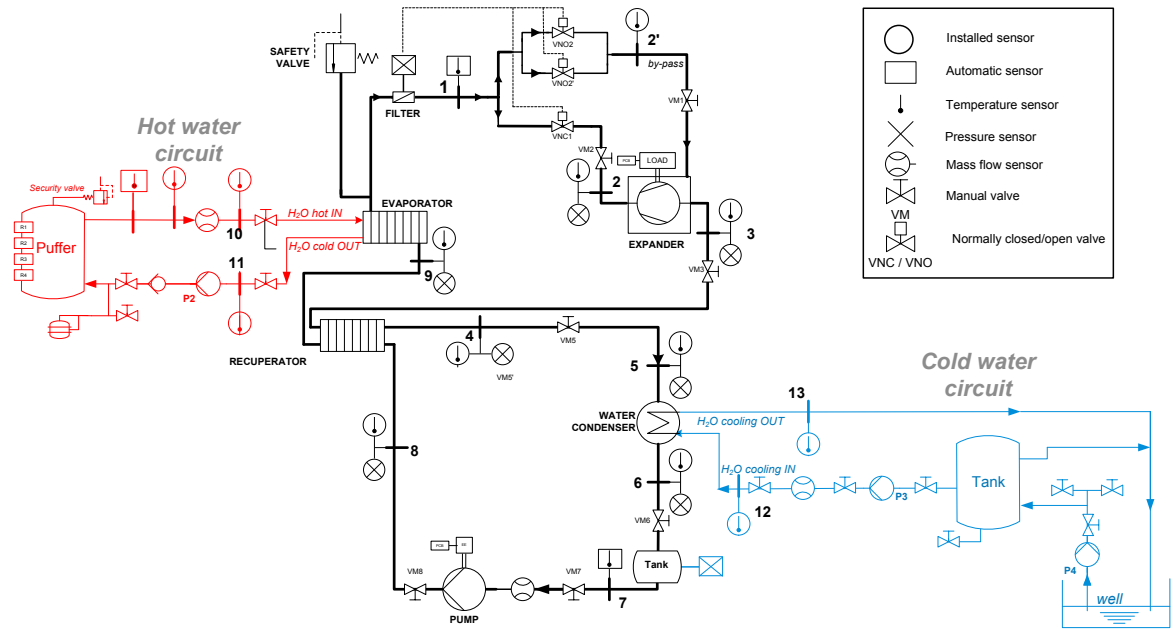 SAFETY
VALVE
VNO2
VNO2'
2'
by-pass
1
FILTER
VNC1
VM1
VM2
PCB
LOAD
2
EXPANDER
3
VM3
Hot water
circuit
Security valve
R1
R2
R3
R4
Puffer
10
H2O hot IN
H2O cold OUT
EVAPORATOR
11
P2
9
RECUPERATOR
4
VM5
VM5'
5
WATER
CONDENSER
8
6
VM6
Tank
7
VM7
VM8
PCB
PUMP
Cold water
circuit
13
H2O cooling OUT
H2O cooling IN
12
P3
Tank
P4
well
Installed sensor
Automatic sensor
Temperature sensor
Pressure sensor
Mass flow sensor
Manual valve
VM
Normally closed/open valve
VNC / VNO